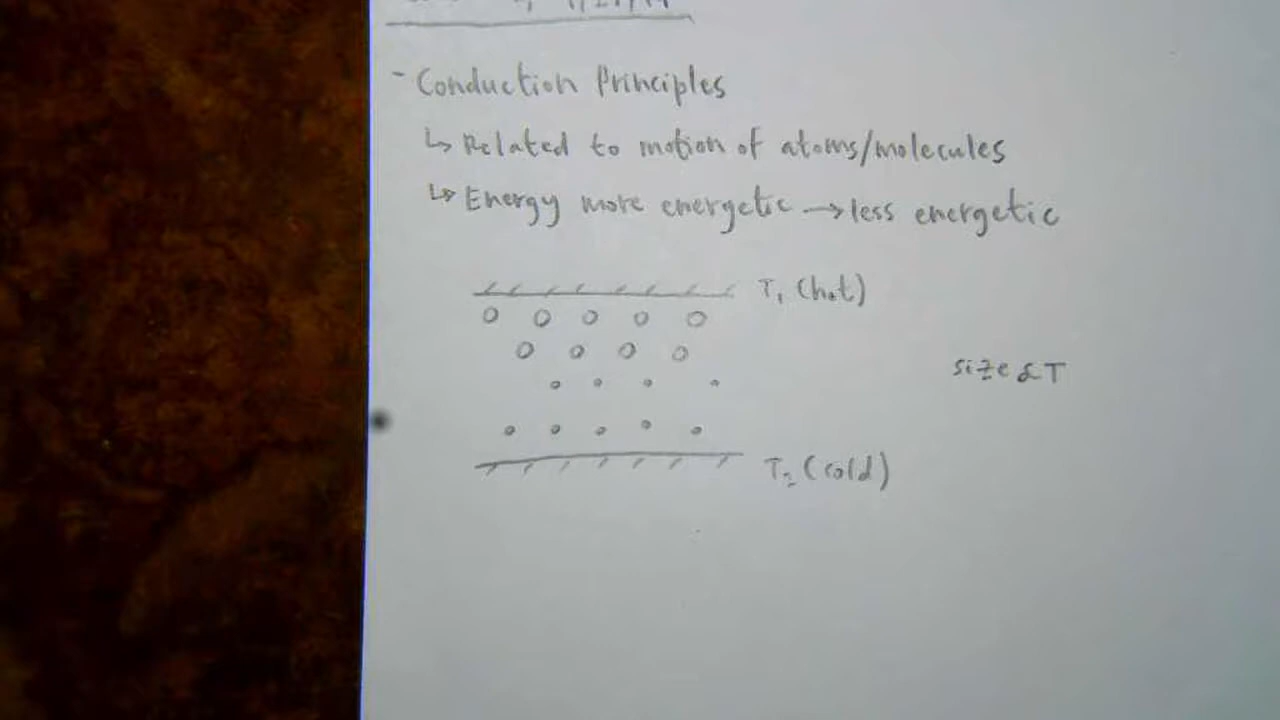 - Conduction Principles
↳ Related to motion of atoms/molecules
↳ Energy more energetic → less energetic
T₁ (hot)
size α T
T₂ (cold)